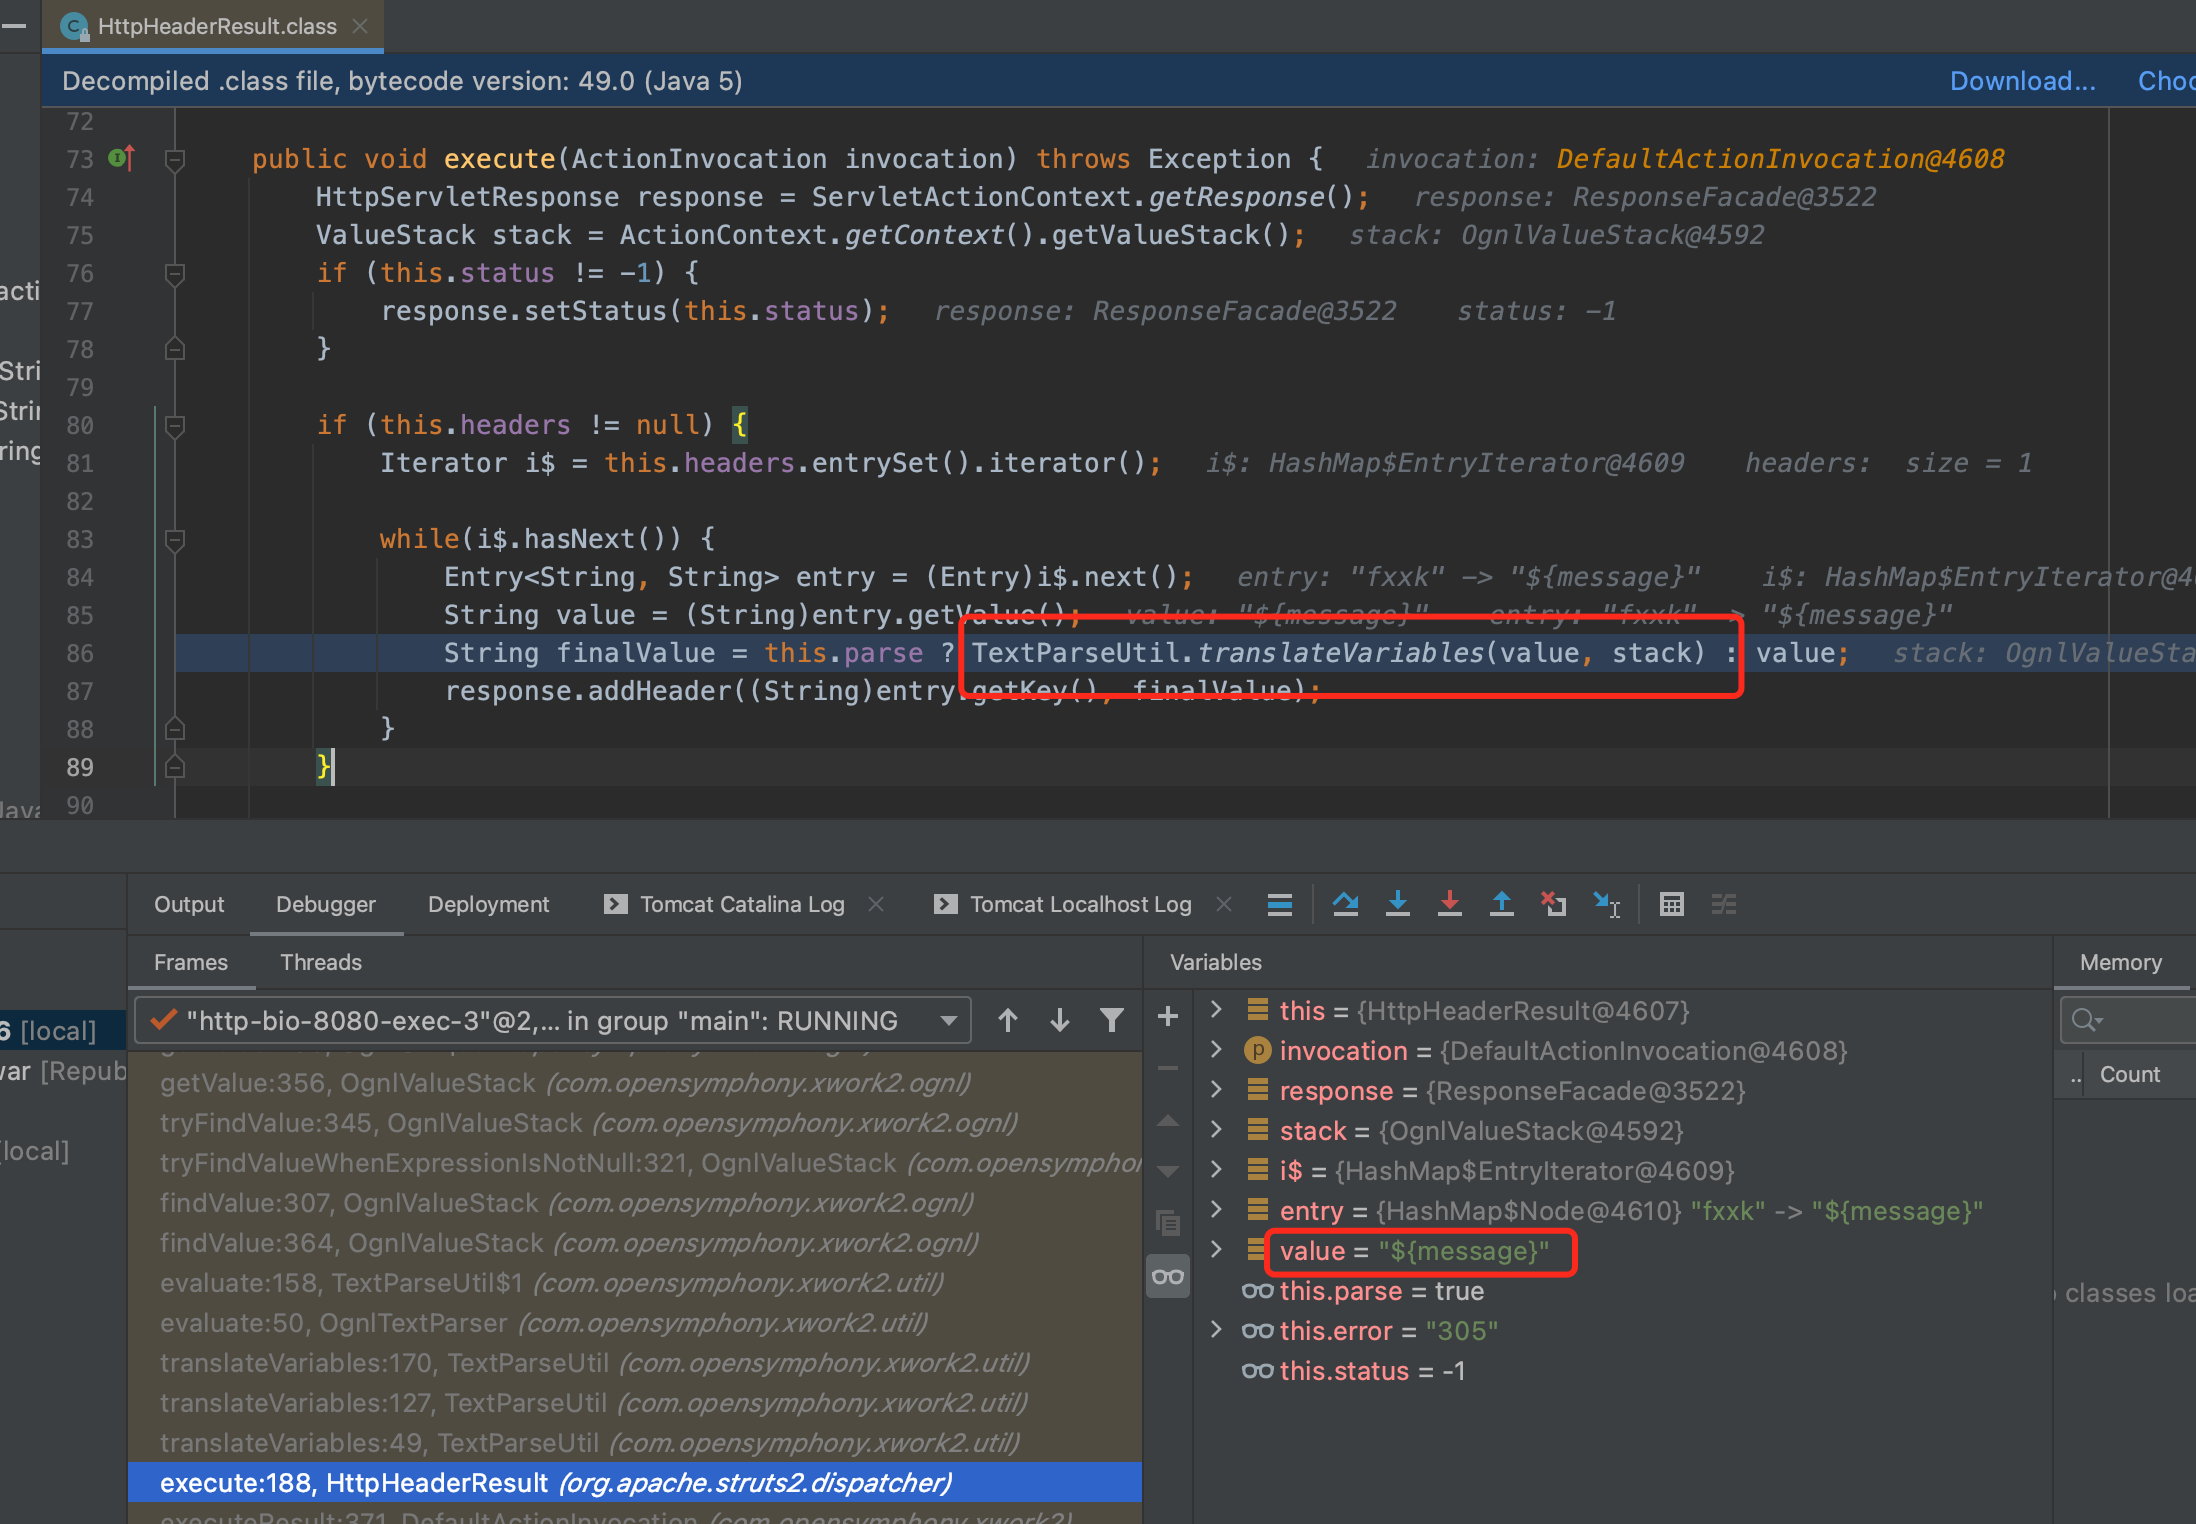 HttpHeaderResult.class
Decompiled .class file, bytecode version: 49.0 (Java 5)
Download...
72
73 public void execute(ActionInvocation invocation) throws Exception { invocation: DefaultActionInvocation@4608
74 HttpServletResponse response = ServletActionContext.getResponse(); response: ResponseFacade@3522
75 ValueStack stack = ActionContext.getContext().getValueStack(); stack: OgnlValueStack@4592
76 if (this.status != -1) {
77 response.setStatus(this.status); response: ResponseFacade@3522 status: -1
78 }
79
80 if (this.headers != null) {
81 Iterator i$ = this.headers.entrySet().iterator(); i$: HashMap$EntryIterator@4609 headers: size = 1
82
83 while(i$.hasNext()) {
84 Entry<String, String> entry = (Entry)i$.next(); entry: "fxxk" -> "${message}" i$: HashMap$EntryIterator@4
85 String value = (String)entry.getValue(); value: "${message}" entry: "fxxk" -> "${message}"
86 String finalValue = this.parse ? TextParseUtil.translateVariables(value, stack) : value; stack: OgnlValueSta
87 response.addHeader((String)entry.getKey(), finalValue);
88 }
89 }
90
acti
Stri
Strin
ring
Java
Output Debugger Deployment Tomcat Catalina Log Tomcat Localhost Log
Frames Threads
Variables
Memory
6 [local]
var [Repub
[local]
"http-bio-8080-exec-3"@2,... in group "main": RUNNING
getValue:356, OgnlValueStack (com.opensymphony.xwork2.ognl)
tryFindValue:345, OgnlValueStack (com.opensymphony.xwork2.ognl)
tryFindValueWhenExpressionIsNotNull:321, OgnlValueStack (com.opensymphon
findValue:307, OgnlValueStack (com.opensymphony.xwork2.ognl)
findValue:364, OgnlValueStack (com.opensymphony.xwork2.ognl)
evaluate:158, TextParseUtil$1 (com.opensymphony.xwork2.util)
evaluate:50, OgnlTextParser (com.opensymphony.xwork2.util)
translateVariables:170, TextParseUtil (com.opensymphony.xwork2.util)
translateVariables:127, TextParseUtil (com.opensymphony.xwork2.util)
translateVariables:49, TextParseUtil (com.opensymphony.xwork2.util)
execute:188, HttpHeaderResult (org.apache.struts2.dispatcher)
executeResult:371, DefaultActionInvocation (com.opensymphony.xwork2)
this = {HttpHeaderResult@4607}
invocation = {DefaultActionInvocation@4608}
response = {ResponseFacade@3522}
stack = {OgnlValueStack@4592}
i$ = {HashMap$EntryIterator@4609}
entry = {HashMap$Node@4610} "fxxk" -> "${message}"
value = "${message}"
this.parse = true
this.error = "305"
this.status = -1
.. Count
classes loa